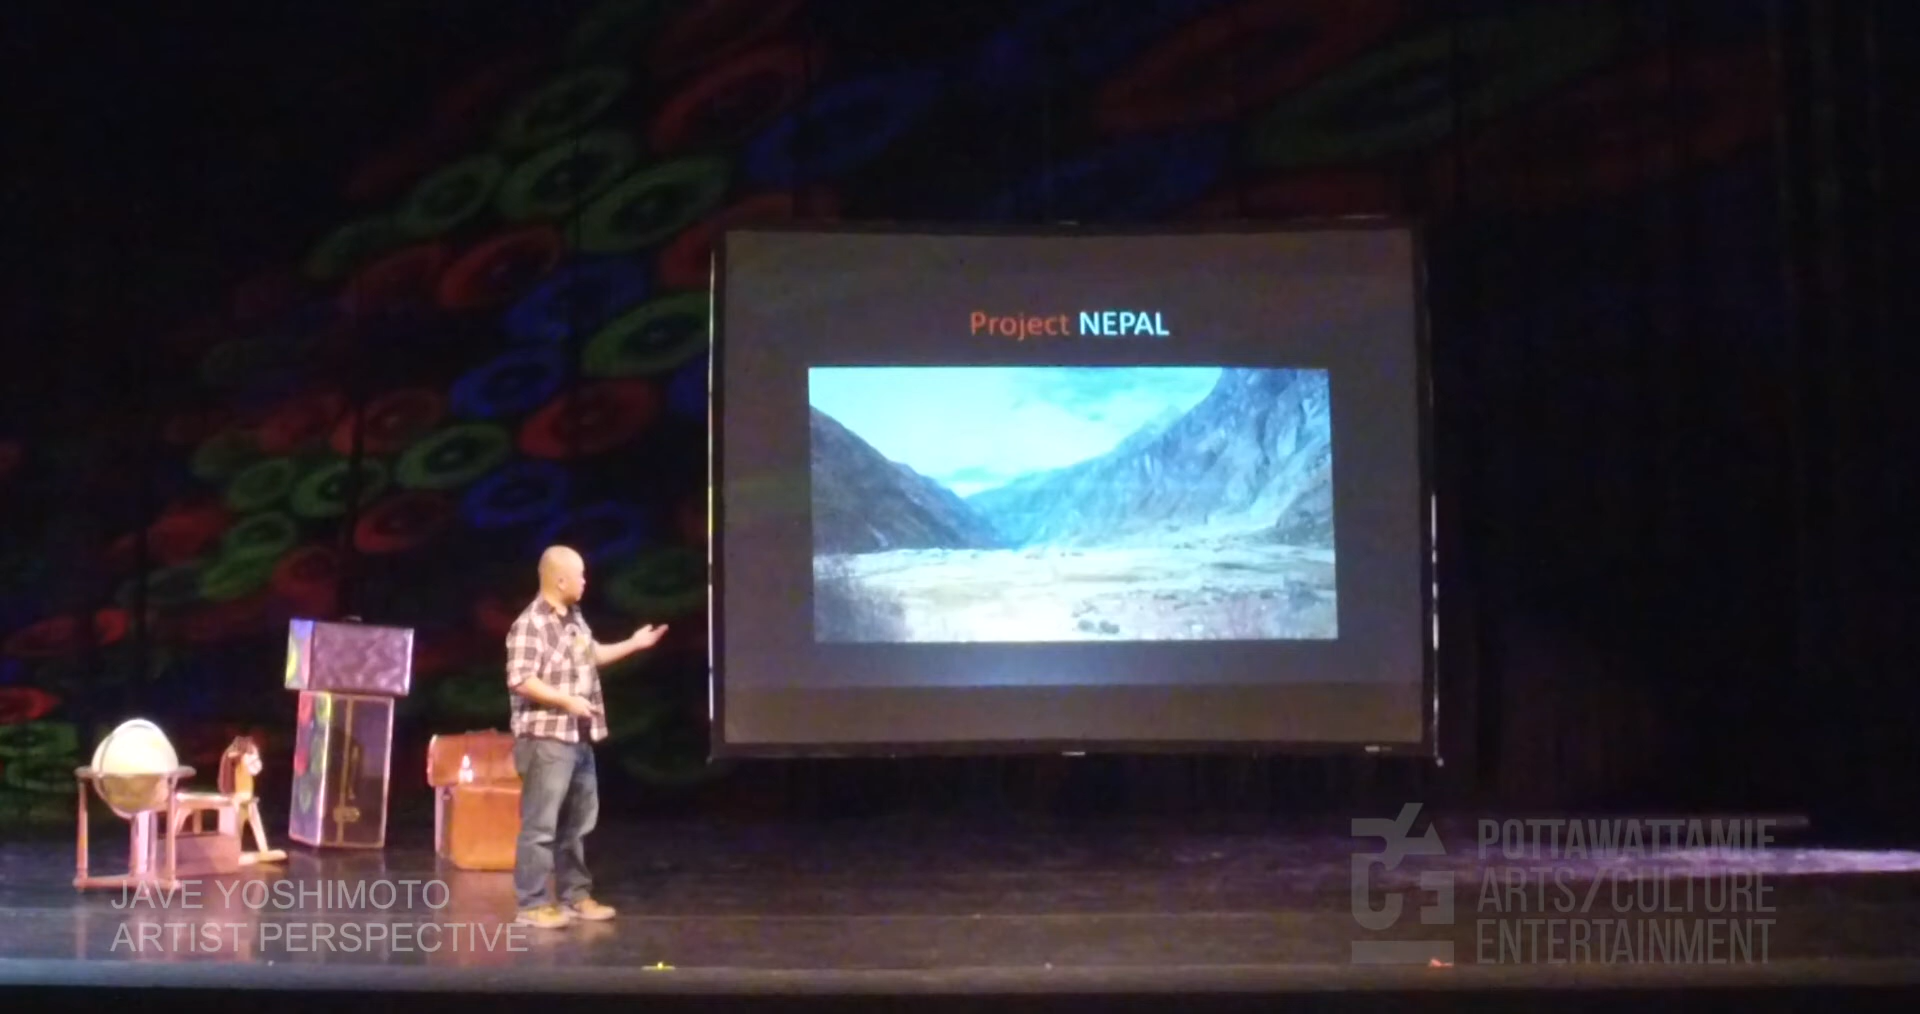 Project NEPAL
JAVE YOSHIMOTO
ARTIST PERSPECTIVE
POTTAWATTAMIE
ARTS/CULTURE
ENTERTAINMENT